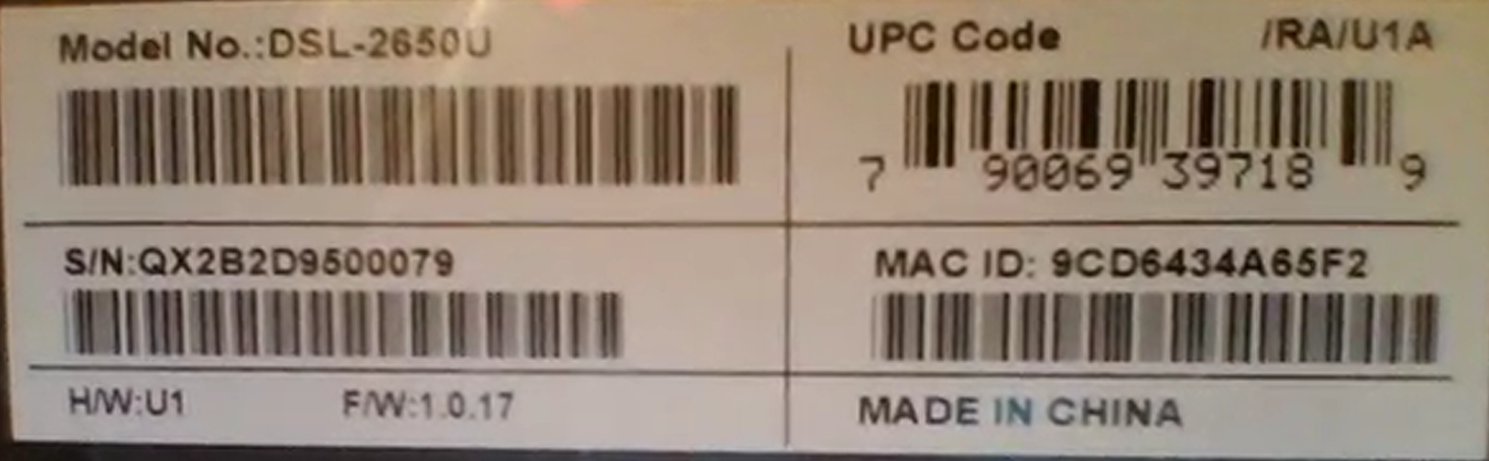 Model No.:DSL-2650U
UPC Code /RA/U1A
7 90069 39718 9
S/N:QX2B2D9500079
MAC ID: 9CD6434A65F2
H/W:U1 F/W:1.0.17
MADE IN CHINA